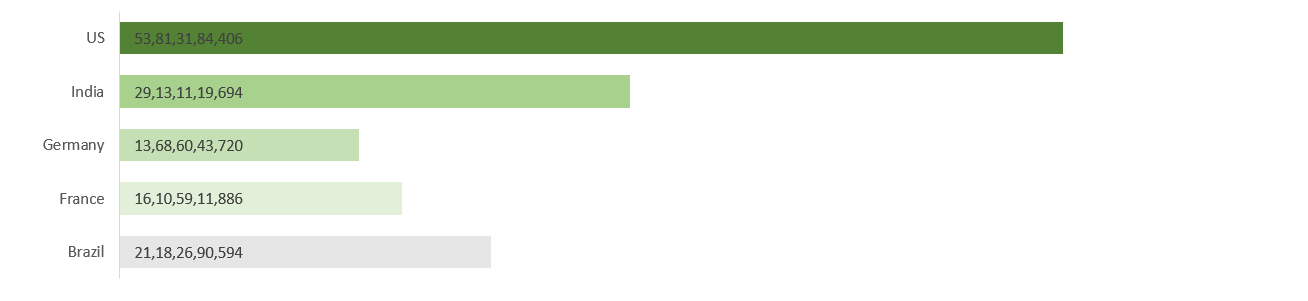 US 53,81,31,84,406
India 29,13,11,19,694
Germany 13,68,60,43,720
France 16,10,59,11,886
Brazil 21,18,26,90,594